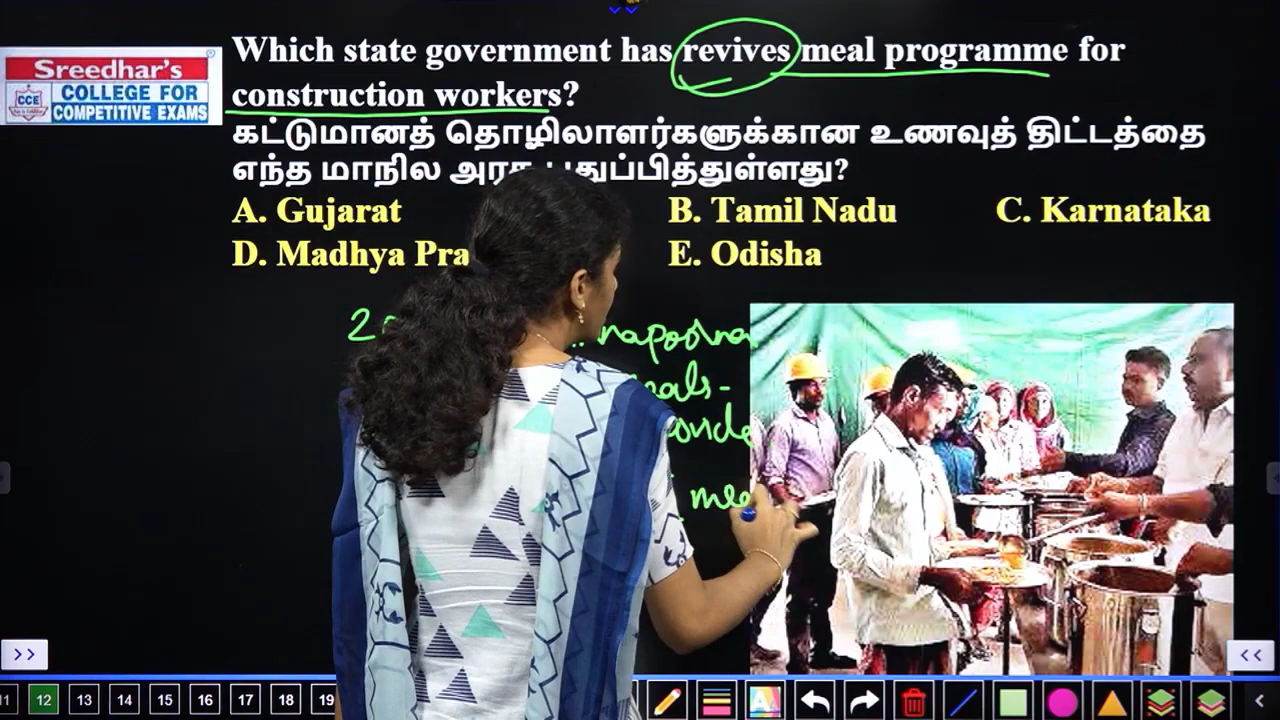 Sreedhar's
CCE
COLLEGE FOR
COMPETITIVE EXAMS
Which state government has revives meal programme for
construction workers?
கட்டுமானத் தொழிலாளர்களுக்கான உணவுத் திட்டத்தை
எந்த மாநில அரசு புதுப்பித்துள்ளது?
A. Gujarat B. Tamil Nadu C. Karnataka
D. Madhya Pra E. Odisha
2
>> <<
11 12 13 14 15 16 17 18 19